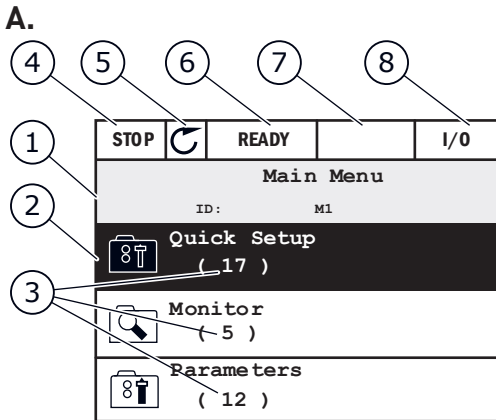 A.
4 5 6 7 8
STOP READY I/O
1
Main Menu
ID: M1
2
Quick Setup
( 17 )
3
Monitor
( 5 )
Parameters
( 12 )